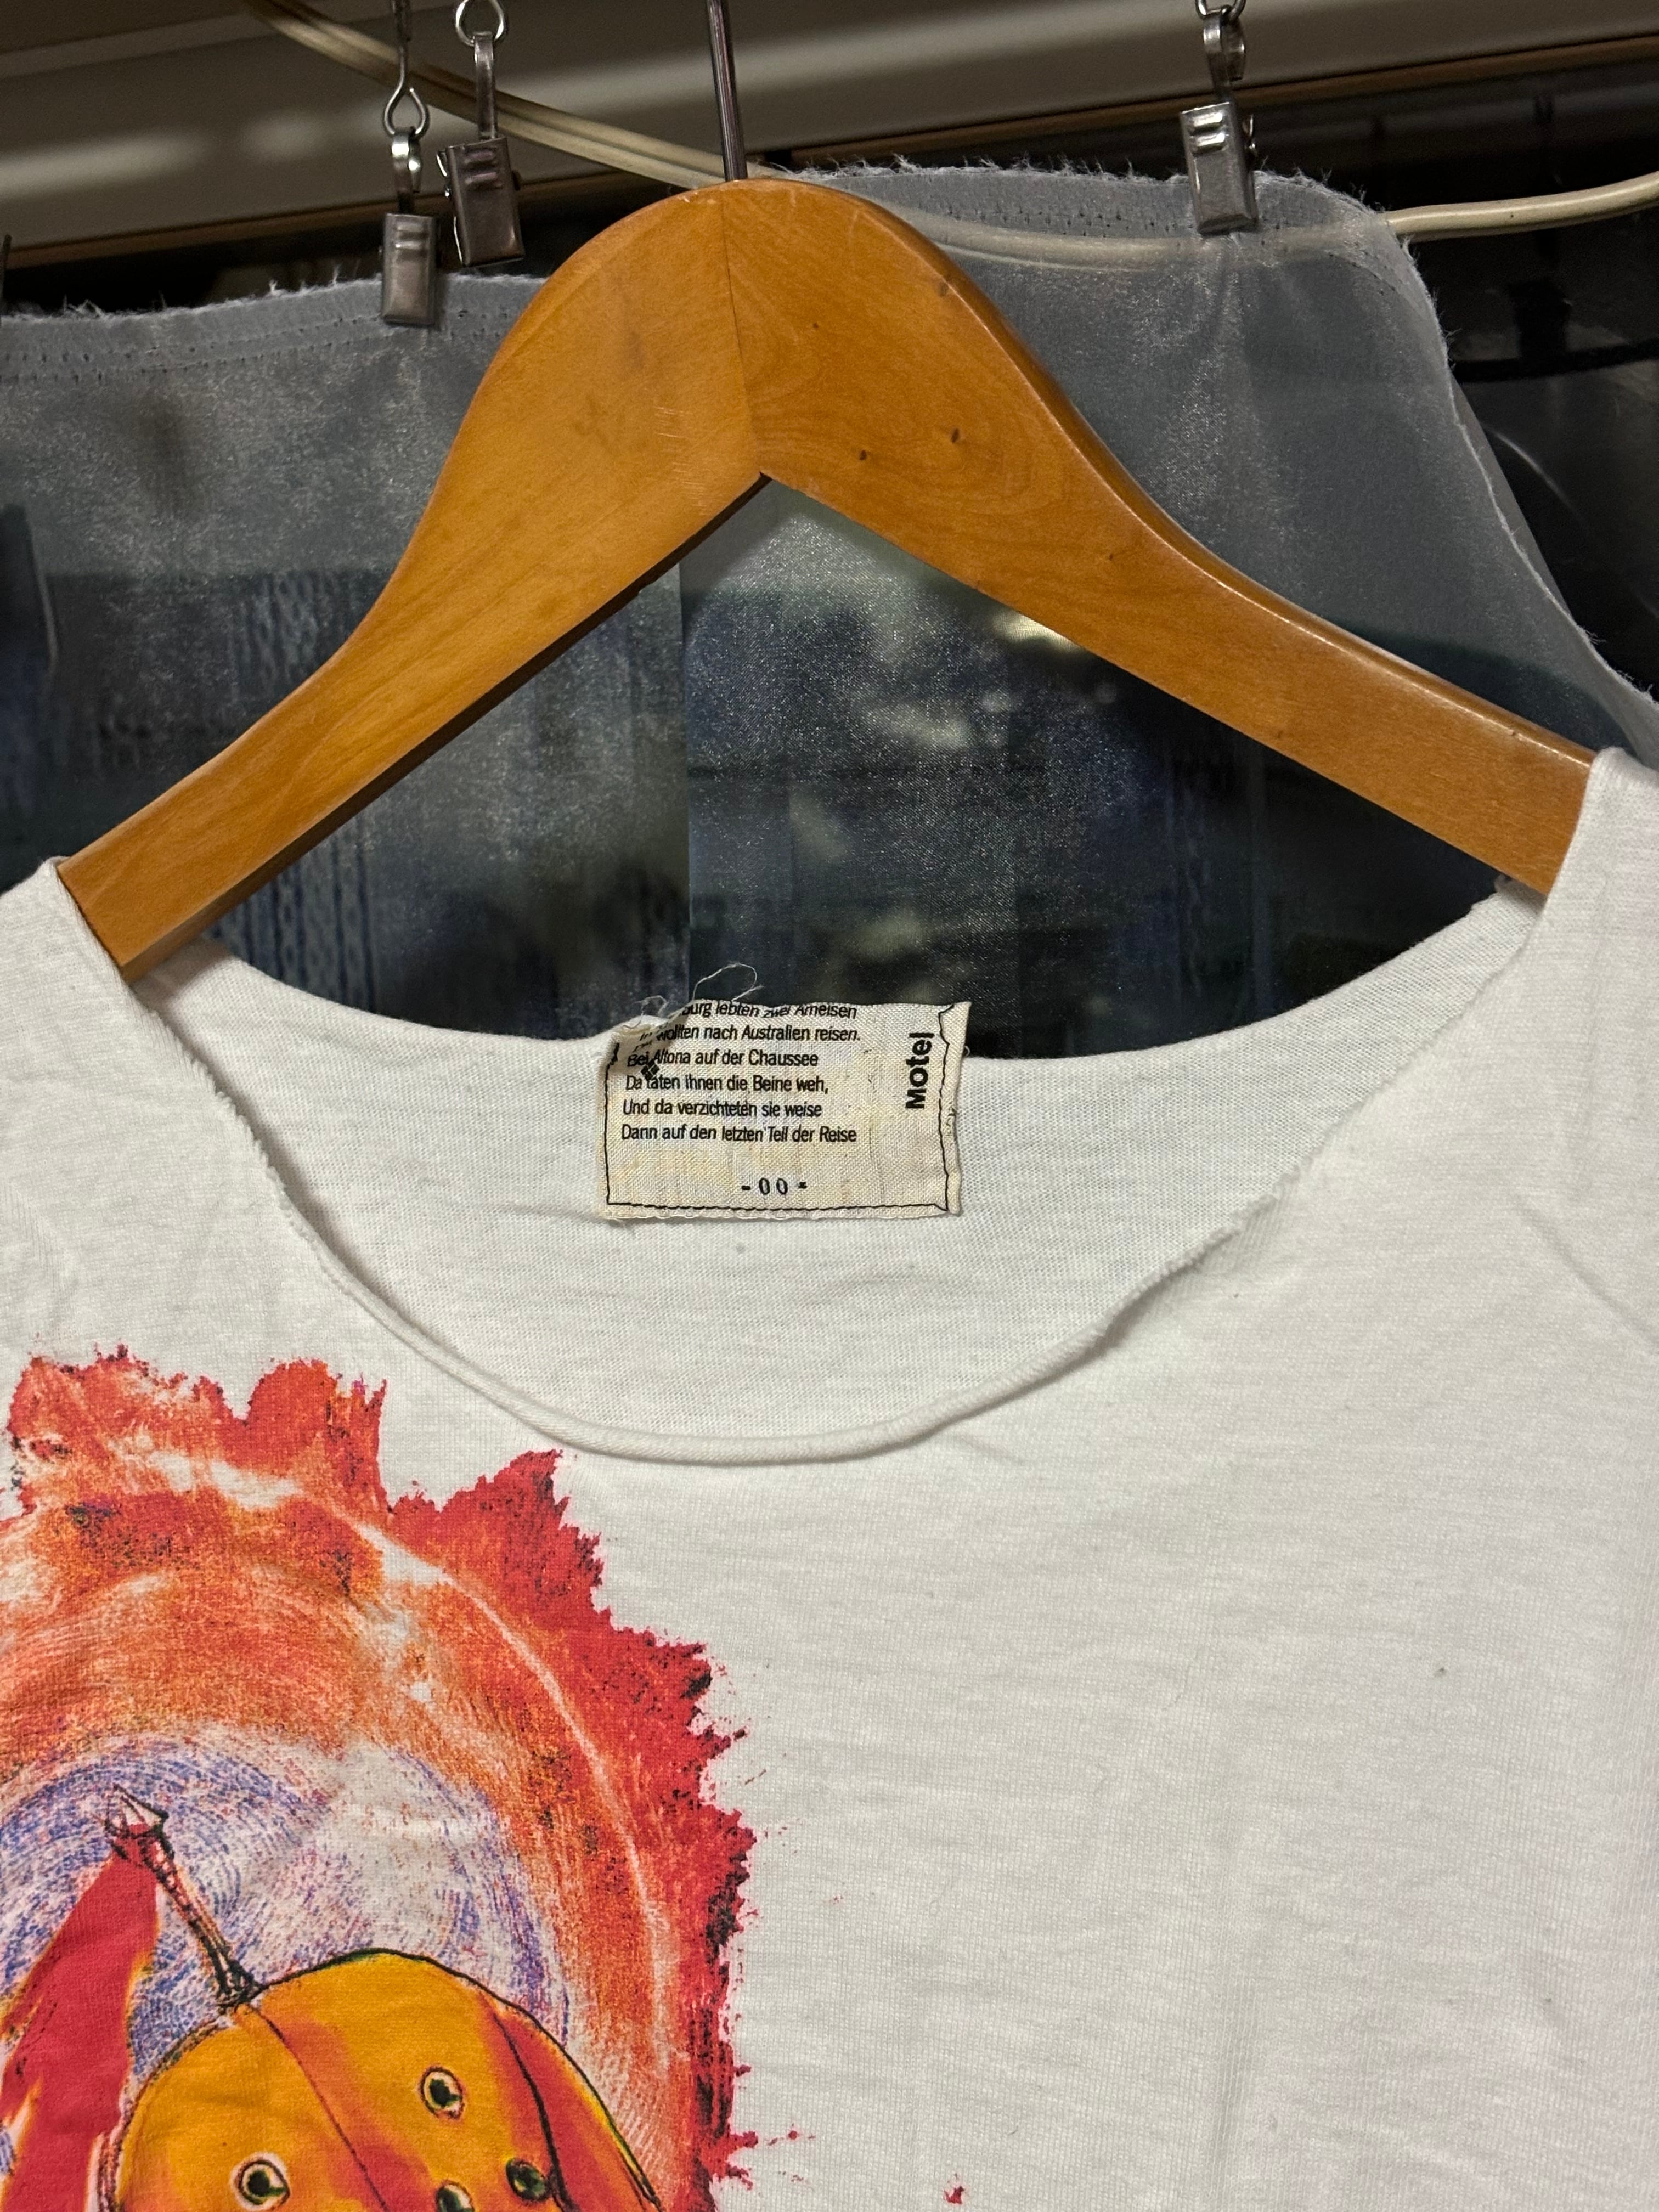 burg lebten zwei Ameisen
wollten nach Australien reisen.
Bei Altona auf der Chaussee
Da taten ihnen die Beine weh,
Und da verzichteten sie weise
Dann auf den letzten Teil der Reise
- 00 -
Motel